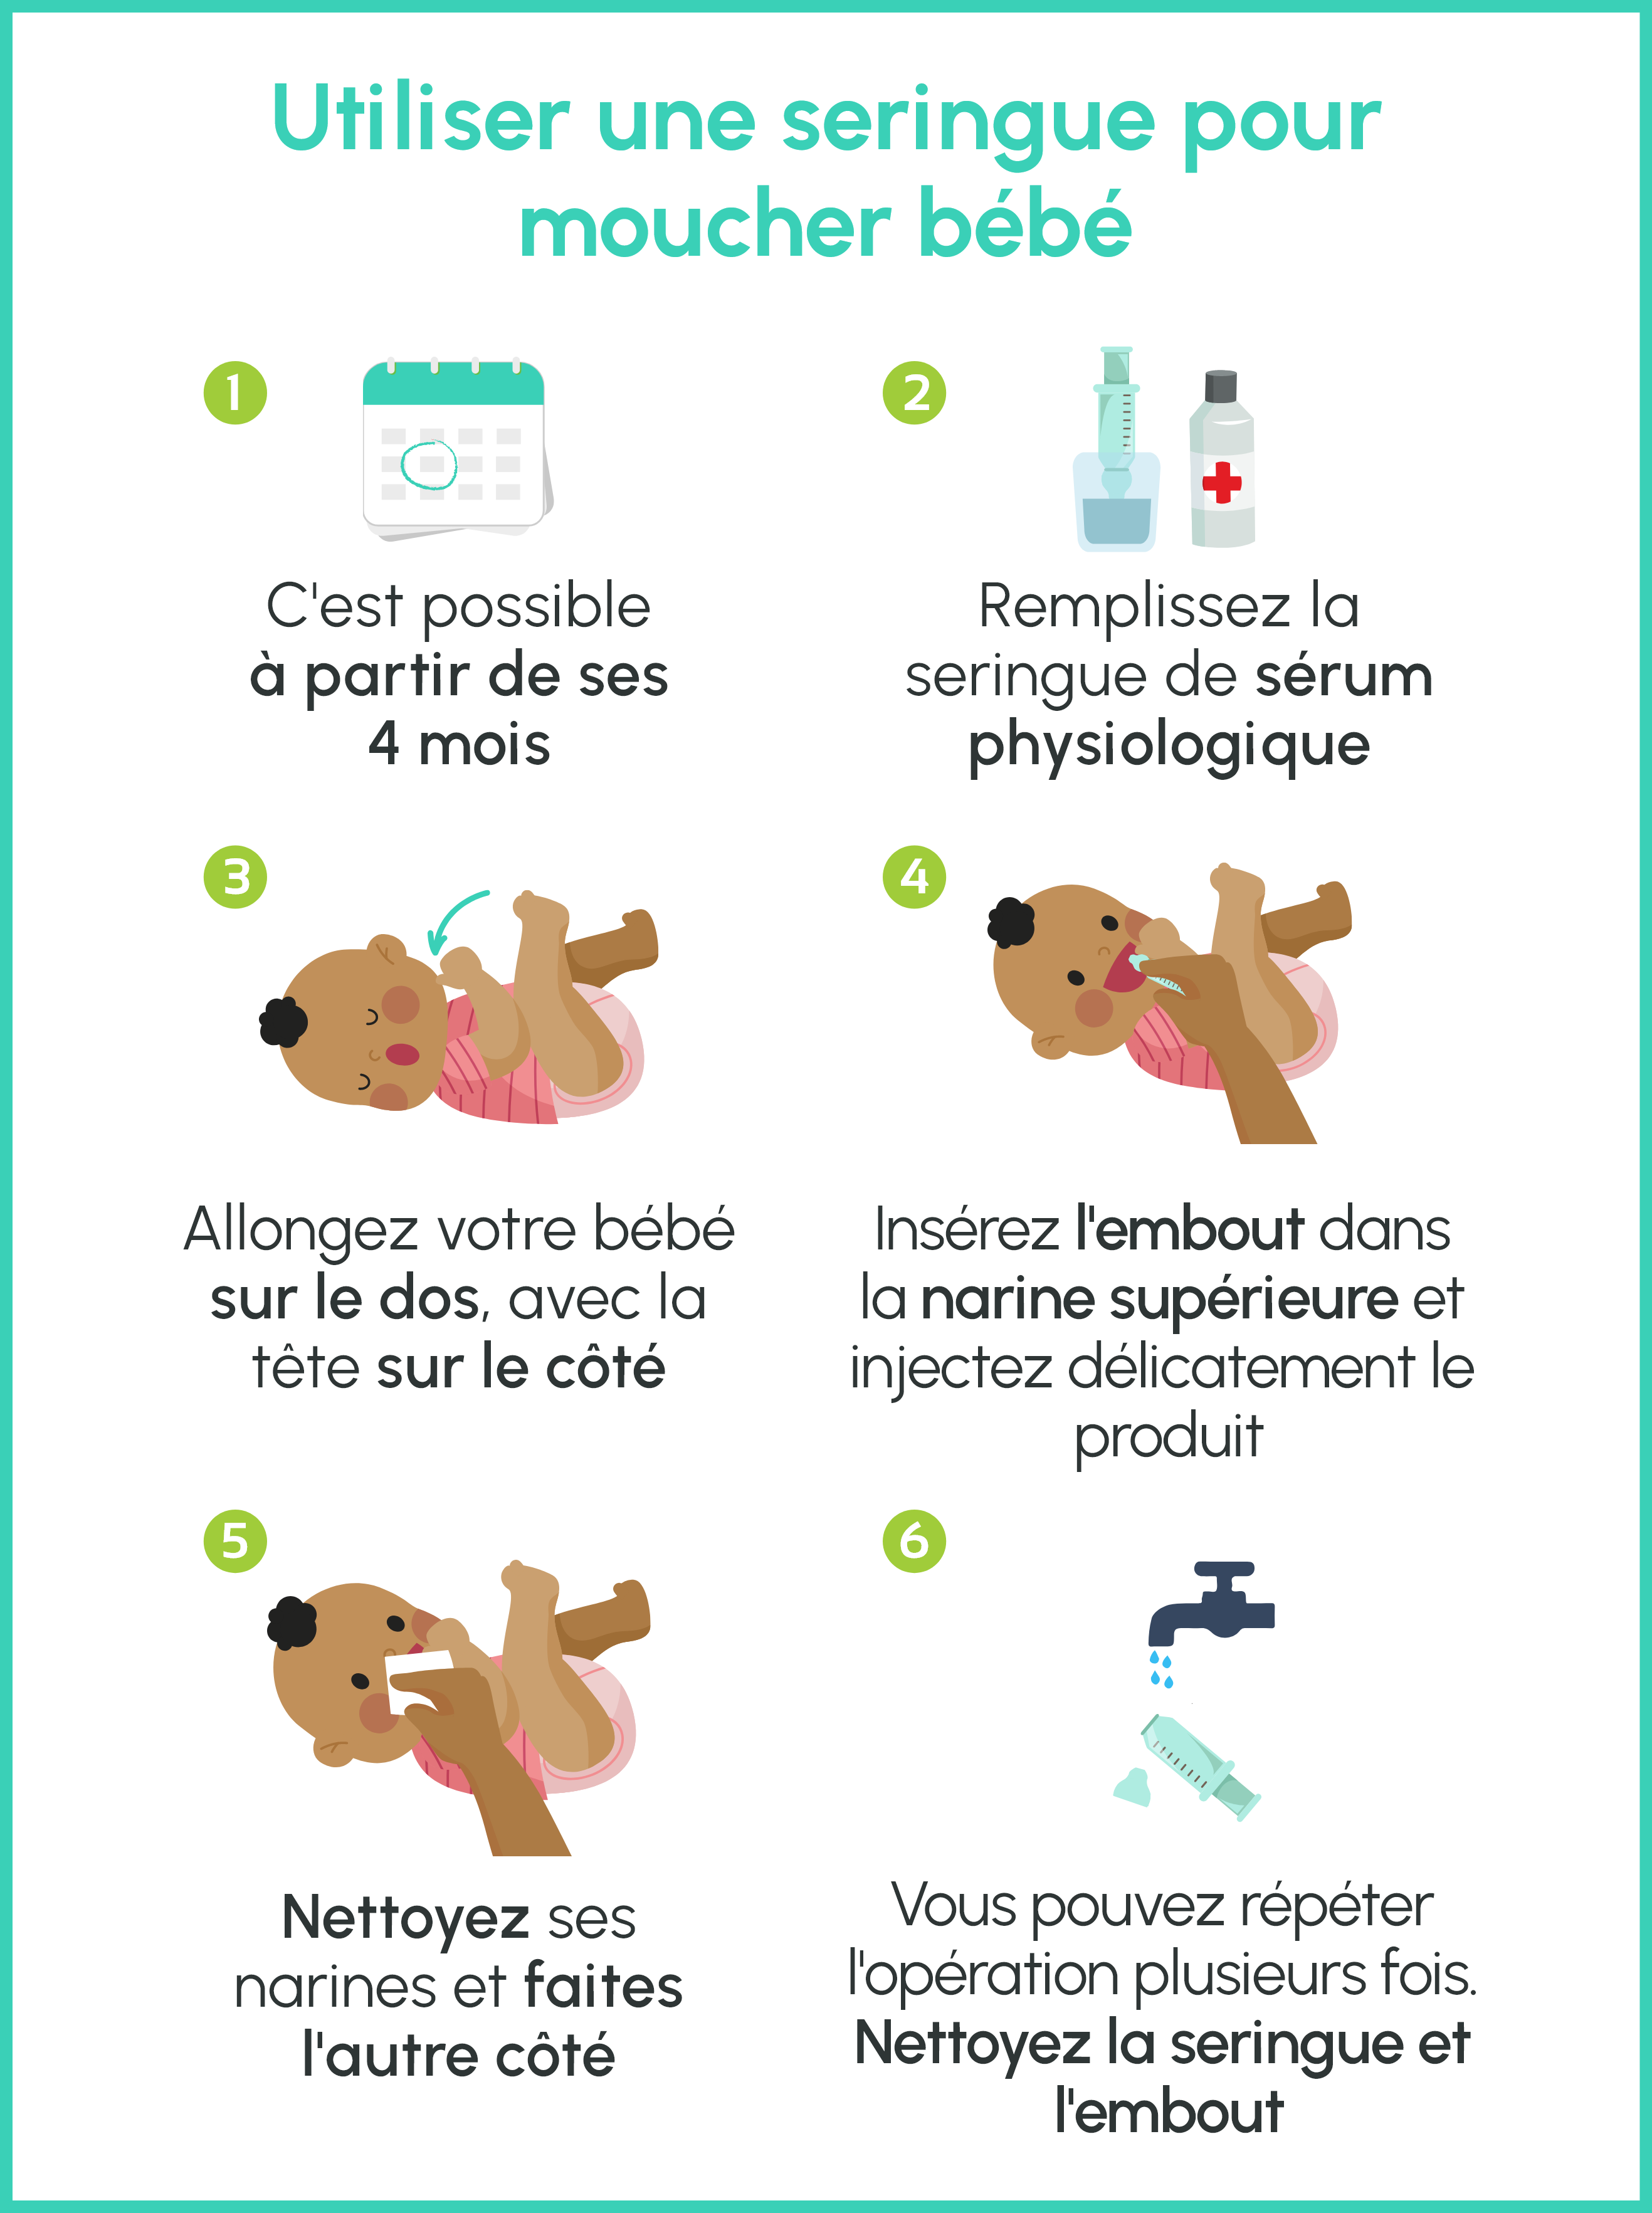 Utiliser une seringue pour
moucher bébé
1
C'est possible
à partir de ses
4 mois
2
Remplissez la
seringue de sérum
physiologique
3
Allongez votre bébé
sur le dos, avec la
tête sur le côté
4
Insérez l'embout dans
la narine supérieure et
injectez délicatement le
produit
5
Nettoyez ses
narines et faites
l'autre côté
6
Vous pouvez répéter
l'opération plusieurs fois.
Nettoyez la seringue et
l'embout